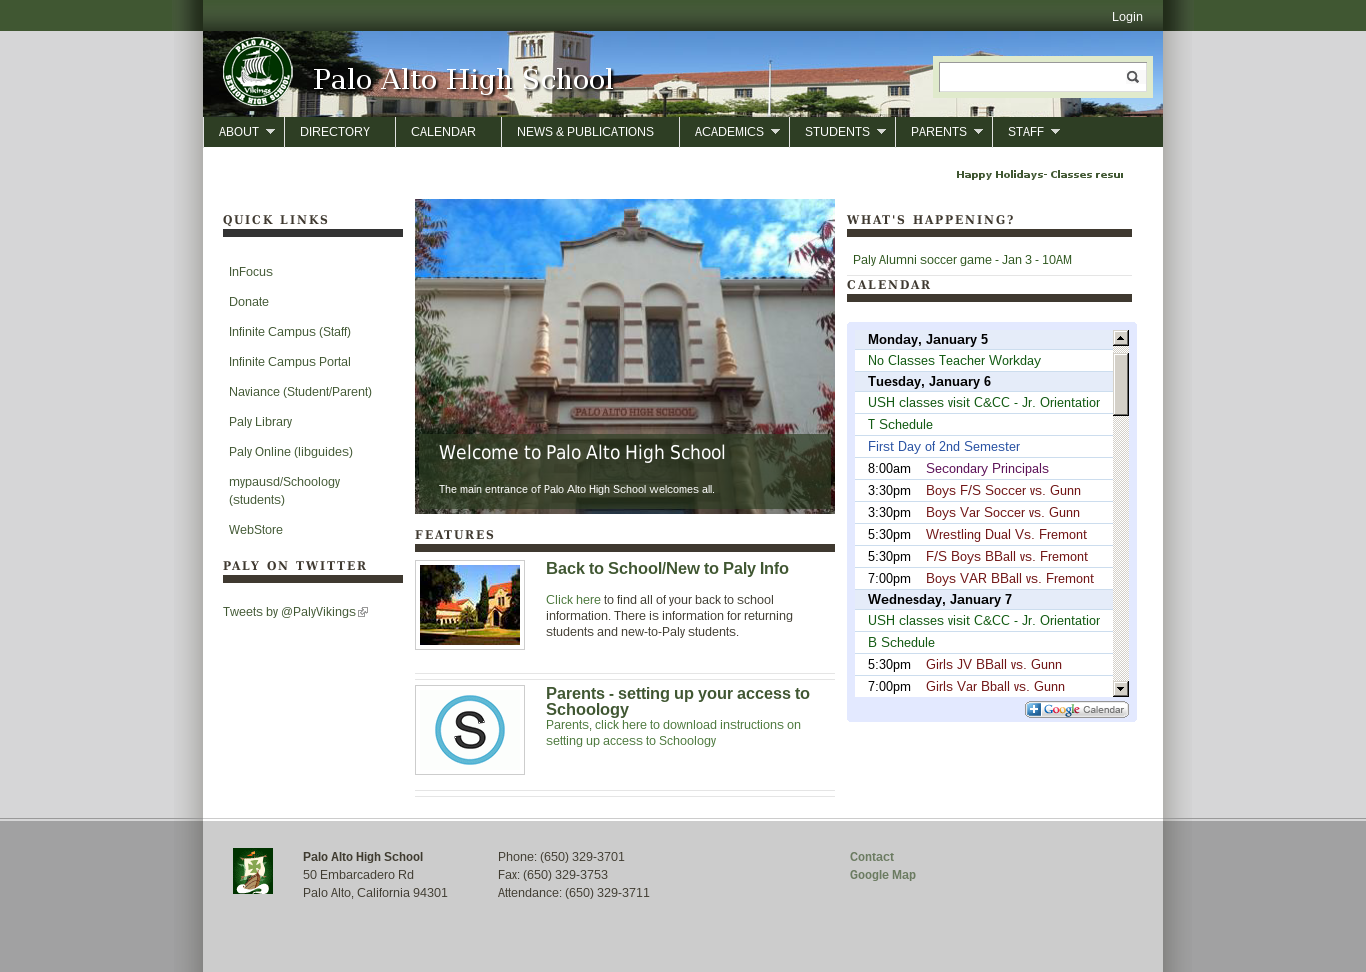 Login
PALO ALTO
Vikings
SENIOR HIGH SCHOOL
Palo Alto High School
ABOUT
DIRECTORY
CALENDAR
NEWS & PUBLICATIONS
ACADEMICS
STUDENTS
PARENTS
STAFF
Happy Holidays- Classes
QUICK LINKS
InFocus
Donate
Infinite Campus (Staff)
Infinite Campus Portal
Naviance (Student/Parent)
Paly Library
Paly Online (libguides)
mypausd/Schoology
(students)
WebStore
PALY ON TWITTER
Tweets by @PalyVikings
PALO ALTO HIGH SCHOOL
Welcome to Palo Alto High School
The main entrance of Palo Alto High School welcomes all.
FEATURES
Back to School/New to Paly Info
Click here to find all of your back to school
information. There is information for returning
students and new-to-Paly students.
S
Parents - setting up your access to
Schoology
Parents, click here to download instructions on
setting up access to Schoology
WHAT'S HAPPENING?
Paly Alumni soccer game - Jan 3 - 10AM
CALENDAR
Monday, January 5
No Classes Teacher Workday
Tuesday, January 6
USH classes visit C&CC - Jr. Orientation
T Schedule
First Day of 2nd Semester
8:00am Secondary Principals
3:30pm Boys F/S Soccer vs. Gunn
3:30pm Boys Var Soccer vs. Gunn
5:30pm Wrestling Dual Vs. Fremont
5:30pm F/S Boys BBall vs. Fremont
7:00pm Boys VAR BBall vs. Fremont
Wednesday, January 7
USH classes visit C&CC - Jr. Orientation
B Schedule
5:30pm Girls JV BBall vs. Gunn
7:00pm Girls Var Bball vs. Gunn
Google Calendar
Palo Alto High School
50 Embarcadero Rd
Palo Alto, California 94301
Phone: (650) 329-3701
Fax: (650) 329-3753
Attendance: (650) 329-3711
Contact
Google Map